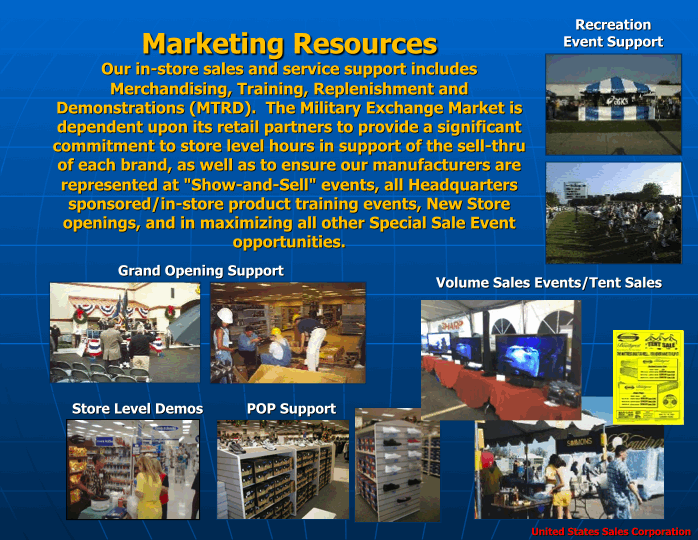 Marketing Resources
Our in-store sales and service support includes
Merchandising, Training, Replenishment and
Demonstrations (MTRD). The Military Exchange Market is
dependent upon its retail partners to provide a significant
commitment to store level hours in support of the sell-thru
of each brand, as well as to ensure our manufacturers are
represented at "Show-and-Sell" events, all Headquarters
sponsored/in-store product training events, New Store
openings, and in maximizing all other Special Sale Event
opportunities.
Recreation
Event Support
asics
Grand Opening Support
Volume Sales Events/Tent Sales
SHARP
TENT SALE
Store Level Demos
POP Support
SIMMONS
United States Sales Corporation